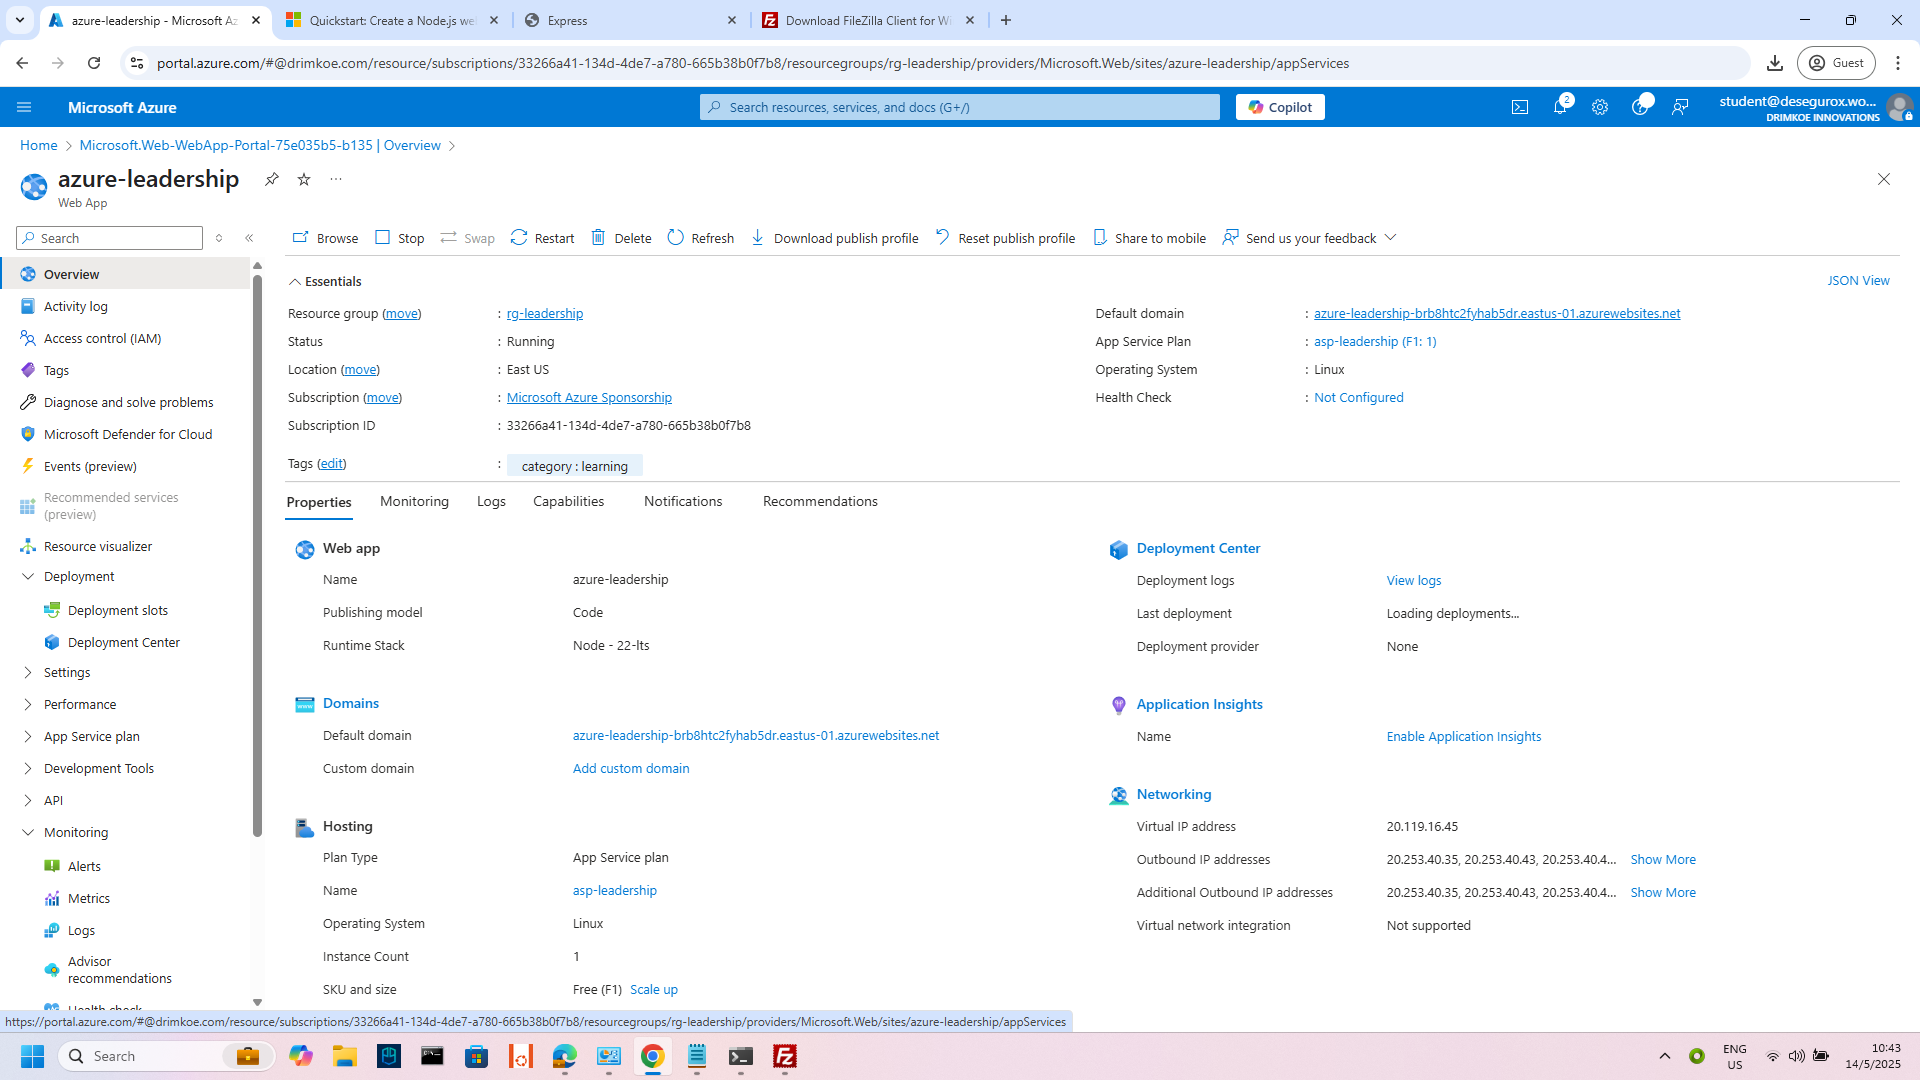 azure-leadership - Microsoft Az
Quickstart: Create a Node.js we
Express
Download FileZilla Client for Wi
portal.azure.com/#@drimkoe.com/resource/subscriptions/33266a41-134d-4de7-a780-665b38b0f7b8/resourcegroups/rg-leadership/providers/Microsoft.Web/sites/azure-leadership/appServices
Guest
Microsoft Azure
Search resources, services, and docs (G+/)
Copilot
2
student@desegurox.wo...
DRIMKOE INNOVATIONS
Home
Microsoft.Web-WebApp-Portal-75e035b5-b135 | Overview
azure-leadership
Web App
Search
Browse
Stop
Swap
Restart
Delete
Refresh
Download publish profile
Reset publish profile
Share to mobile
Send us your feedback
Overview
Activity log
Access control (IAM)
Tags
Diagnose and solve problems
Microsoft Defender for Cloud
Events (preview)
Recommended services
(preview)
Resource visualizer
Deployment
Deployment slots
Deployment Center
Settings
Performance
App Service plan
Development Tools
API
Monitoring
Alerts
Metrics
Logs
Advisor
recommendations
Health check
Essentials
JSON View
Resource group (move) : rg-leadership
Status : Running
Location (move) : East US
Subscription (move) : Microsoft Azure Sponsorship
Subscription ID : 33266a41-134d-4de7-a780-665b38b0f7b8
Tags (edit) : category : learning
Default domain : azure-leadership-brb8htc2fyhab5dr.eastus-01.azurewebsites.net
App Service Plan : asp-leadership (F1: 1)
Operating System : Linux
Health Check : Not Configured
Properties
Monitoring
Logs
Capabilities
Notifications
Recommendations
Web app
Name azure-leadership
Publishing model Code
Runtime Stack Node - 22-lts
Domains
Default domain azure-leadership-brb8htc2fyhab5dr.eastus-01.azurewebsites.net
Custom domain Add custom domain
Hosting
Plan Type App Service plan
Name asp-leadership
Operating System Linux
Instance Count 1
SKU and size Free (F1) Scale up
Deployment Center
Deployment logs View logs
Last deployment Loading deployments...
Deployment provider None
Application Insights
Name Enable Application Insights
Networking
Virtual IP address 20.119.16.45
Outbound IP addresses 20.253.40.35, 20.253.40.43, 20.253.40.4... Show More
Additional Outbound IP addresses 20.253.40.35, 20.253.40.43, 20.253.40.4... Show More
Virtual network integration Not supported
https://portal.azure.com/#@drimkoe.com/resource/subscriptions/33266a41-134d-4de7-a780-665b38b0f7b8/resourcegroups/rg-leadership/providers/Microsoft.Web/sites/azure-leadership/appServices
Search
ENG
US
10:43
14/5/2025